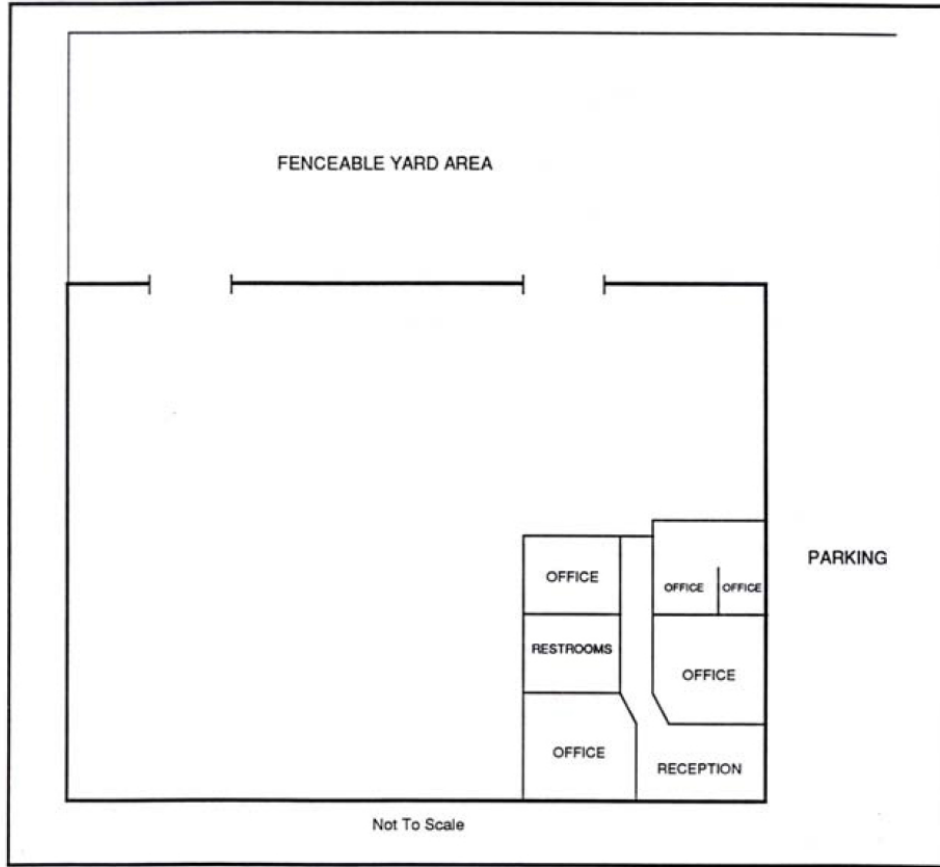 FENCEABLE YARD AREA
PARKING
OFFICE
OFFICE OFFICE
RESTROOMS
OFFICE
OFFICE
RECEPTION
Not To Scale